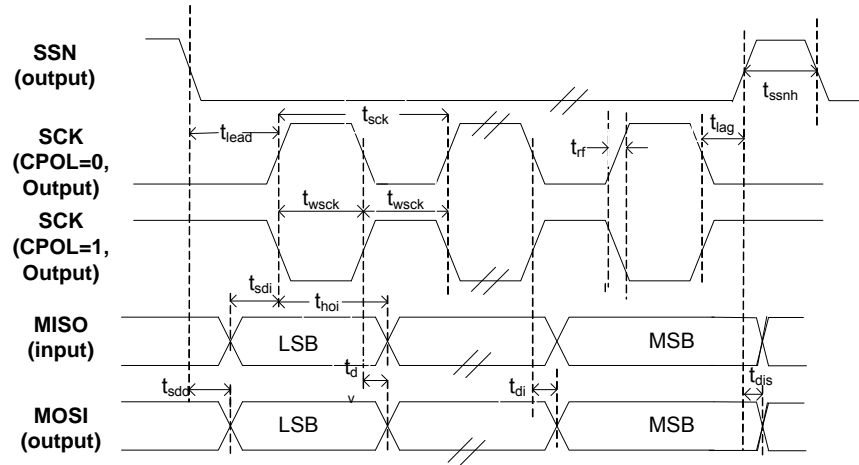 SSN
(output)
t_ssnh
t_sck
t_lead
t_lag
SCK
(CPOL=0,
Output)
t_rf
t_wsck t_wsck
SCK
(CPOL=1,
Output)
t_sdi
t_hoi
MISO
(input)
LSB
MSB
t_d
v
t_sdd
t_di
t_dis
MOSI
(output)
LSB
MSB